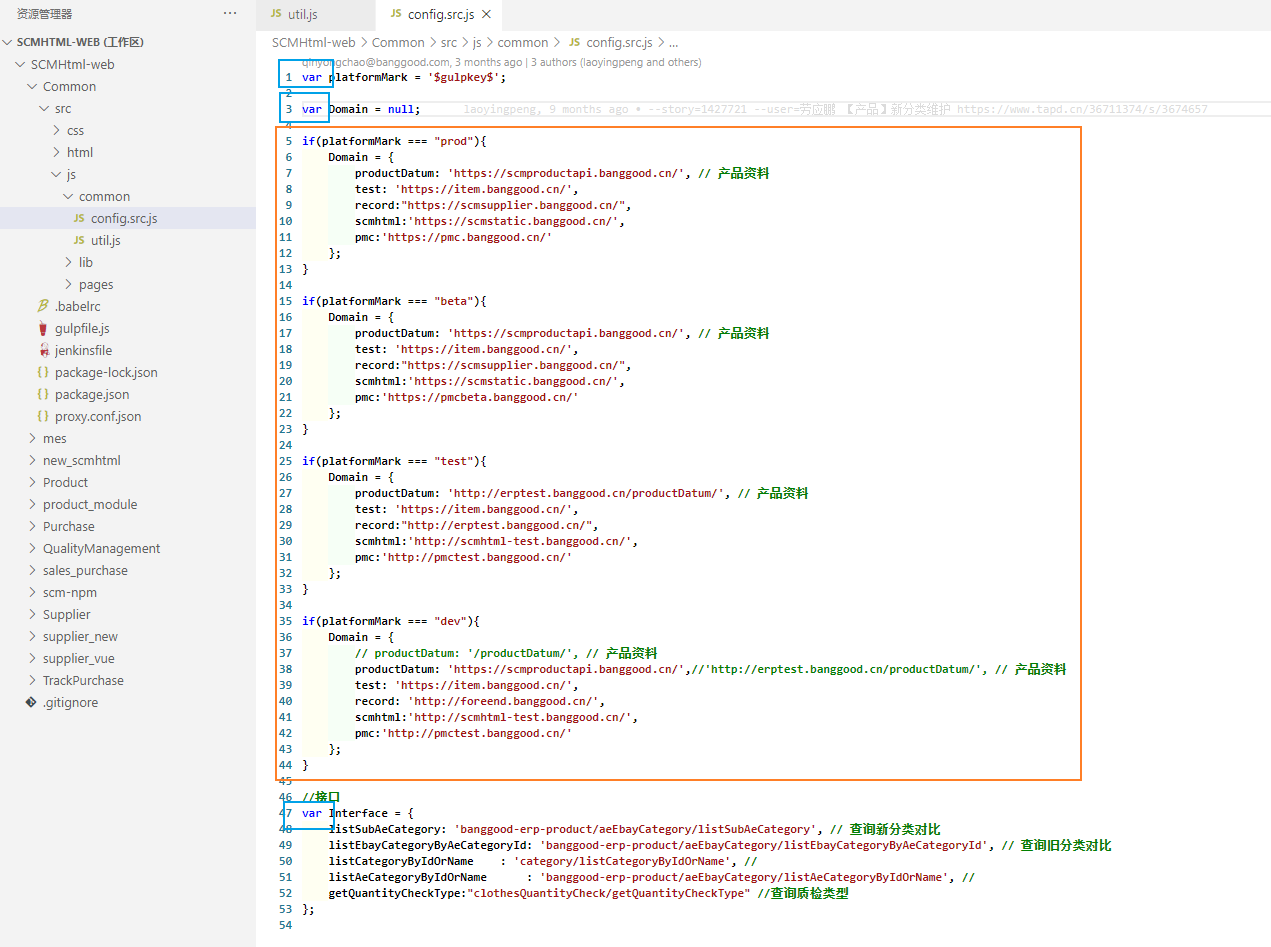 资源管理器
SCMHTML-WEB (工作区)
SCMHtml-web
Common
src
css
html
js
common
JS config.src.js
JS util.js
lib
pages
.babelrc
gulpfile.js
jenkinsfile
{} package-lock.json
{} package.json
{} proxy.conf.json
mes
new_scmhtml
Product
product_module
Purchase
QualityManagement
sales_purchase
scm-npm
Supplier
supplier_new
supplier_vue
TrackPurchase
.gitignore
JS util.js
JS config.src.js
SCMHtml-web > Common > src > js > common > JS config.src.js > ...
qinyongchao@banggood.com, 3 months ago | 3 authors (laoyingpeng and others)
1 var platformMark = '$gulpkey$';
2
3 var Domain = null; laoyingpeng, 9 months ago • --story=1427721 --user=劳应鹏 【产品】新分类维护 https://www.tapd.cn/36711374/s/3674657
4
5 if(platformMark === "prod"){
6 Domain = {
7 productDatum: 'https://scmproductapi.banggood.cn/', // 产品资料
8 test: 'https://item.banggood.cn/',
9 record:"https://scmsupplier.banggood.cn/",
10 scmhtml:'https://scmstatic.banggood.cn/',
11 pmc:'https://pmc.banggood.cn/'
12 };
13 }
14
15 if(platformMark === "beta"){
16 Domain = {
17 productDatum: 'https://scmproductapi.banggood.cn/', // 产品资料
18 test: 'https://item.banggood.cn/',
19 record:"https://scmsupplier.banggood.cn/",
20 scmhtml:'https://scmstatic.banggood.cn/',
21 pmc:'https://pmcbeta.banggood.cn/'
22 };
23 }
24
25 if(platformMark === "test"){
26 Domain = {
27 productDatum: 'http://erptest.banggood.cn/productDatum/', // 产品资料
28 test: 'https://item.banggood.cn/',
29 record:"http://erptest.banggood.cn/",
30 scmhtml:'http://scmhtml-test.banggood.cn/',
31 pmc:'http://pmctest.banggood.cn/'
32 };
33 }
34
35 if(platformMark === "dev"){
36 Domain = {
37 // productDatum: '/productDatum/', // 产品资料
38 productDatum: 'https://scmproductapi.banggood.cn/',//'http://erptest.banggood.cn/productDatum/', // 产品资料
39 test: 'https://item.banggood.cn/',
40 record: 'http://foreend.banggood.cn/',
41 scmhtml:'http://scmhtml-test.banggood.cn/',
42 pmc:'http://pmctest.banggood.cn/'
43 };
44 }
45
46 //接口
47 var Interface = {
48 listSubAeCategory: 'banggood-erp-product/aeEbayCategory/listSubAeCategory', // 查询新分类对比
49 listEbayCategoryByAeCategoryId: 'banggood-erp-product/aeEbayCategory/listEbayCategoryByAeCategoryId', // 查询旧分类对比
50 listCategoryByIdOrName : 'category/listCategoryByIdOrName', //
51 listAeCategoryByIdOrName : 'banggood-erp-product/aeEbayCategory/listAeCategoryByIdOrName', //
52 getQuantityCheckType:"clothesQuantityCheck/getQuantityCheckType" //查询质检类型
53 };
54